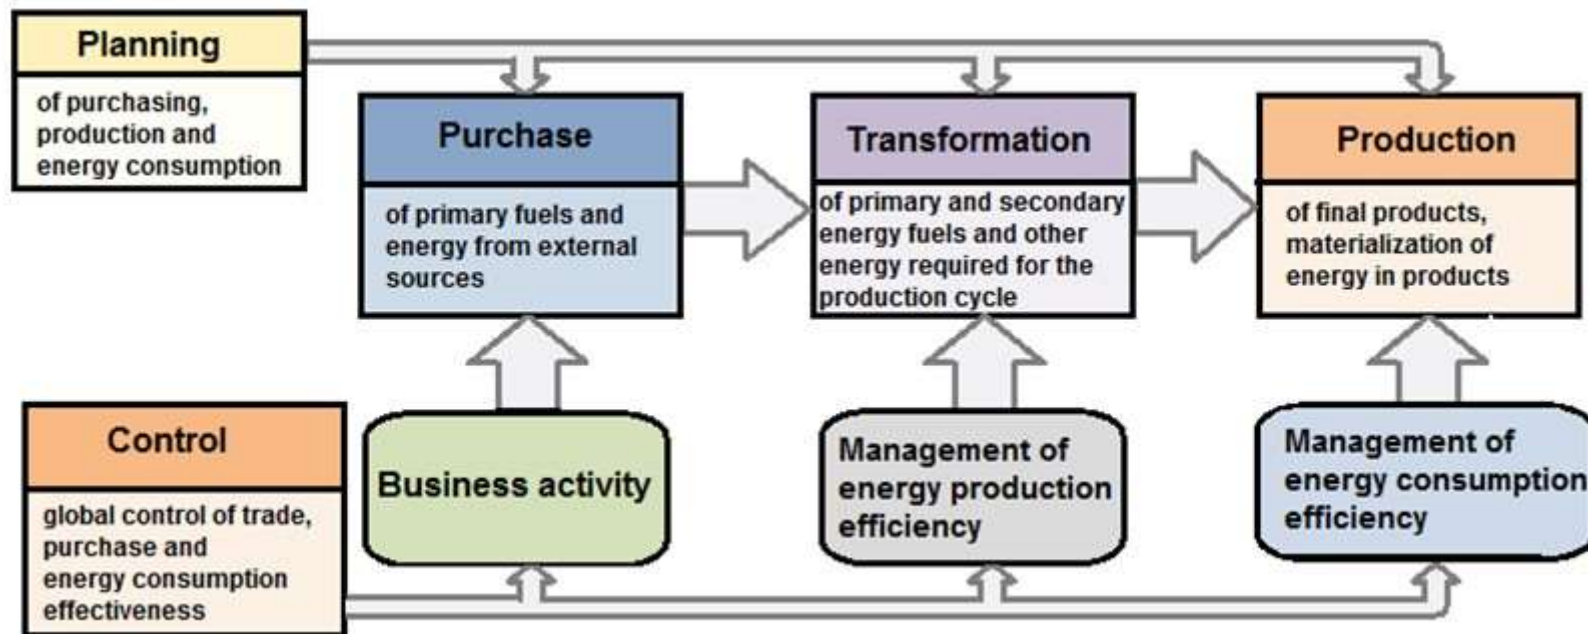 Planning
of purchasing,
production and
energy consumption
Purchase
of primary fuels and
energy from external
sources
Transformation
of primary and secondary
energy fuels and other
energy required for the
production cycle
Production
of final products,
materialization of
energy in products
Control
global control of trade,
purchase and
energy consumption
effectiveness
Business activity
Management of
energy production
efficiency
Management of
energy consumption
efficiency